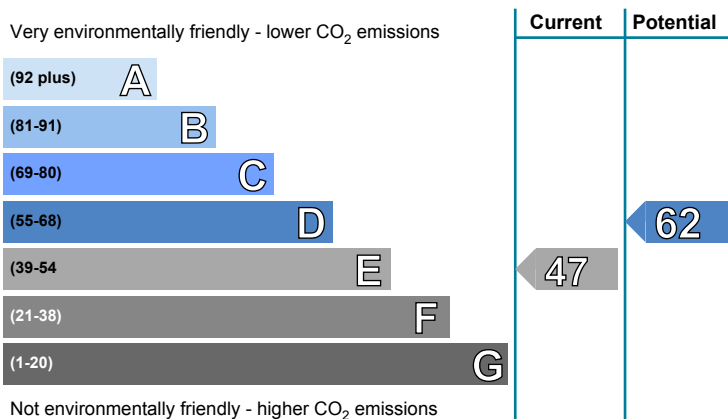 Current Potential
Very environmentally friendly - lower CO2 emissions
(92 plus) A
(81-91) B
(69-80) C
(55-68) D 62
(39-54 E 47
(21-38) F
(1-20) G
Not environmentally friendly - higher CO2 emissions